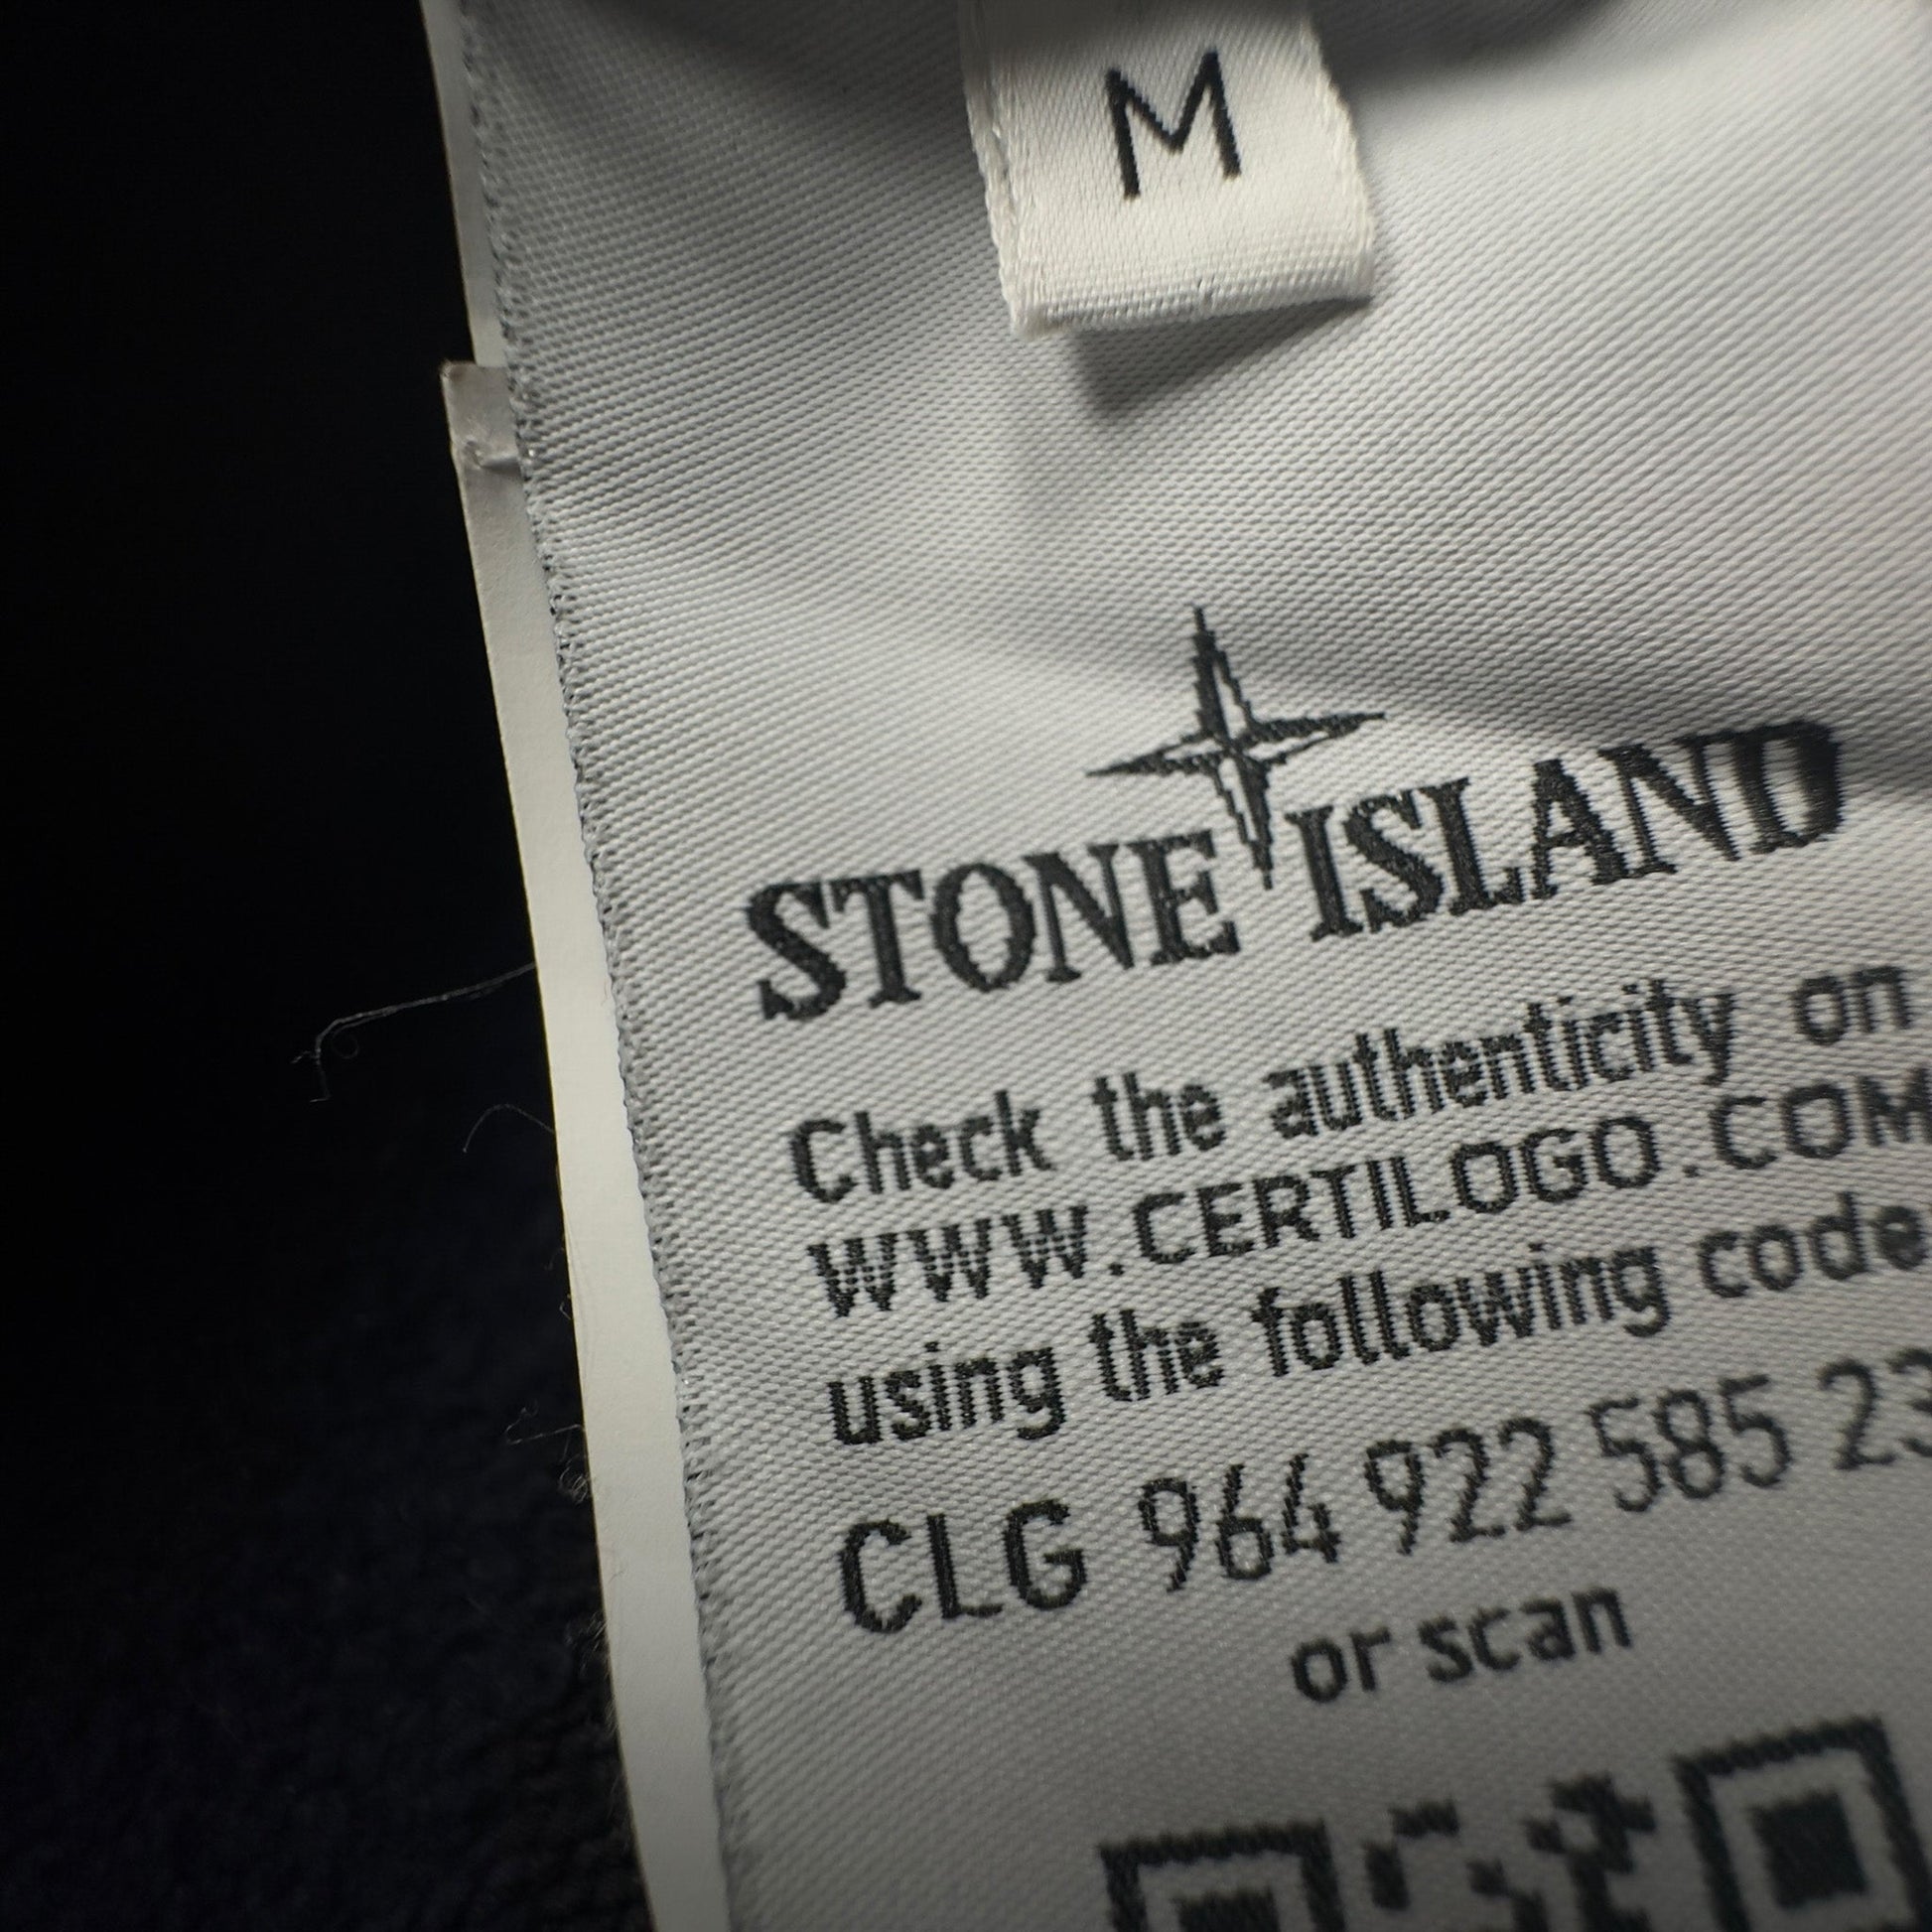 M
STONE ISLAND
Check the authenticity on
WWW.CERTILOGO.COM
using the following code
CLG 964 922 585 23
or scan